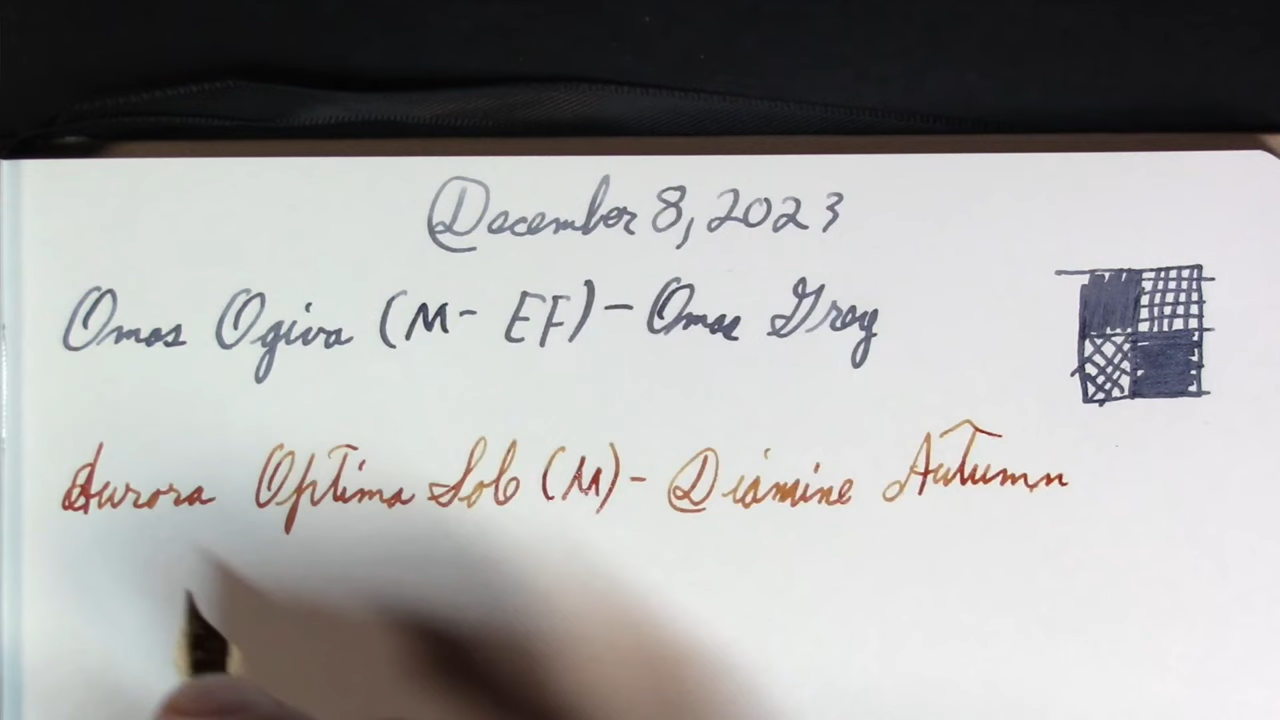 December 8, 2023
Omas Ogiva (M- EF) - Omas Grey
Aurora Optima Sole (M) - Diamine Autumn